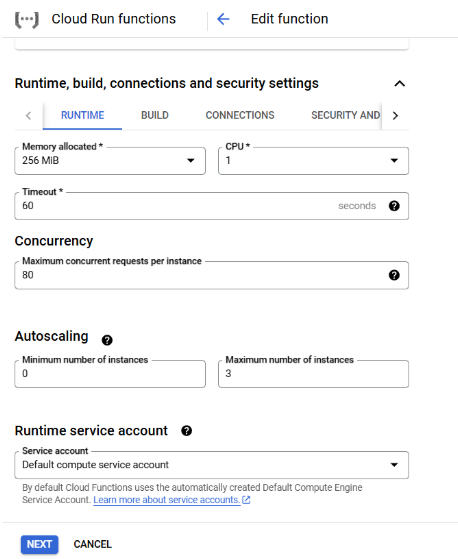 Cloud Run functions
Edit function
Runtime, build, connections and security settings
RUNTIME BUILD CONNECTIONS SECURITY AND
Memory allocated * CPU *
256 MiB 1
Timeout *
60 seconds
Concurrency
Maximum concurrent requests per instance
80
Autoscaling
Minimum number of instances Maximum number of instances
0 3
Runtime service account
Service account
Default compute service account
By default Cloud Functions uses the automatically created Default Compute Engine
Service Account. Learn more about service accounts.
NEXT CANCEL